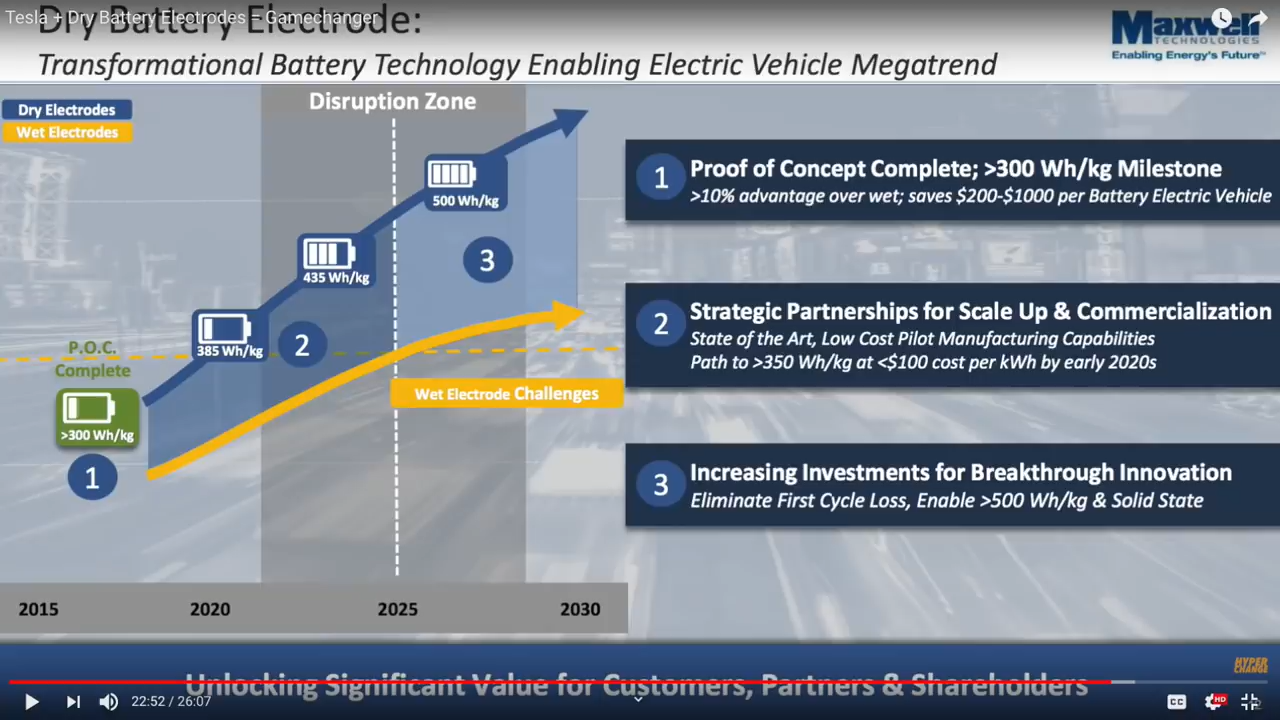 Tesla + Dry Battery Electrodes = Gamechanger
Dry Battery Electrode:
Maxwell
TECHNOLOGIES
Enabling Energy's Future™
Transformational Battery Technology Enabling Electric Vehicle Megatrend
Disruption Zone
Dry Electrodes
Wet Electrodes
500 Wh/kg
435 Wh/kg
385 Wh/kg
P.O.C.
Complete
>300 Wh/kg
1
2
3
Wet Electrode Challenges
1
Proof of Concept Complete; >300 Wh/kg Milestone
>10% advantage over wet; saves $200-$1000 per Battery Electric Vehicle
2
Strategic Partnerships for Scale Up & Commercialization
State of the Art, Low Cost Pilot Manufacturing Capabilities
Path to >350 Wh/kg at <$100 cost per kWh by early 2020s
3
Increasing Investments for Breakthrough Innovation
Eliminate First Cycle Loss, Enable >500 Wh/kg & Solid State
2015 2020 2025 2030
HYPER
CHANGE
Unlocking Significant Value for Customers, Partners & Shareholders
22:52 / 26:07
CC
HD